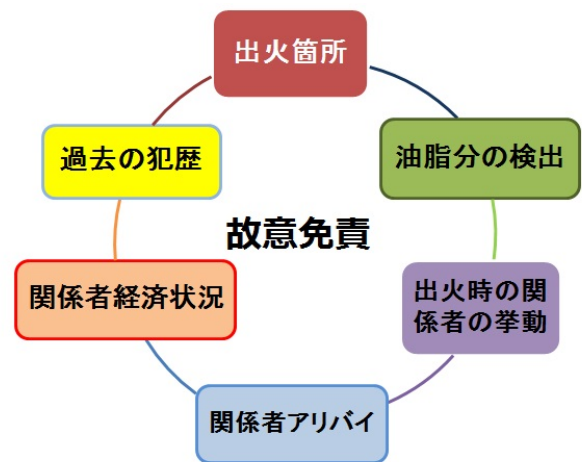 出火箇所
過去の犯歴
油脂分の検出
故意免責
関係者経済状況
出火時の関
係者の挙動
関係者アリバイ